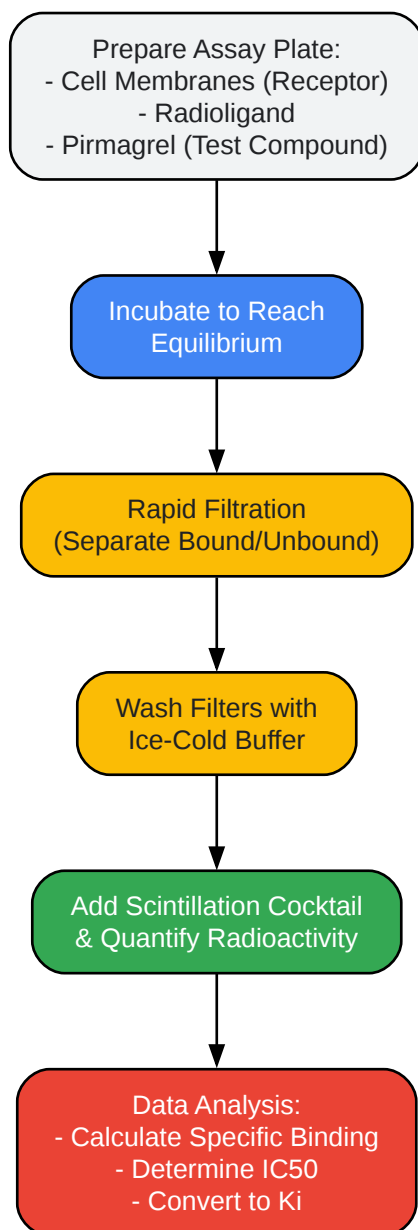 Prepare Assay Plate:
- Cell Membranes (Receptor)
- Radioligand
- Pirmagrel (Test Compound)
Incubate to Reach
Equilibrium
Rapid Filtration
(Separate Bound/Unbound)
Wash Filters with
Ice-Cold Buffer
Add Scintillation Cocktail
& Quantify Radioactivity
Data Analysis:
- Calculate Specific Binding
- Determine IC50
- Convert to Ki